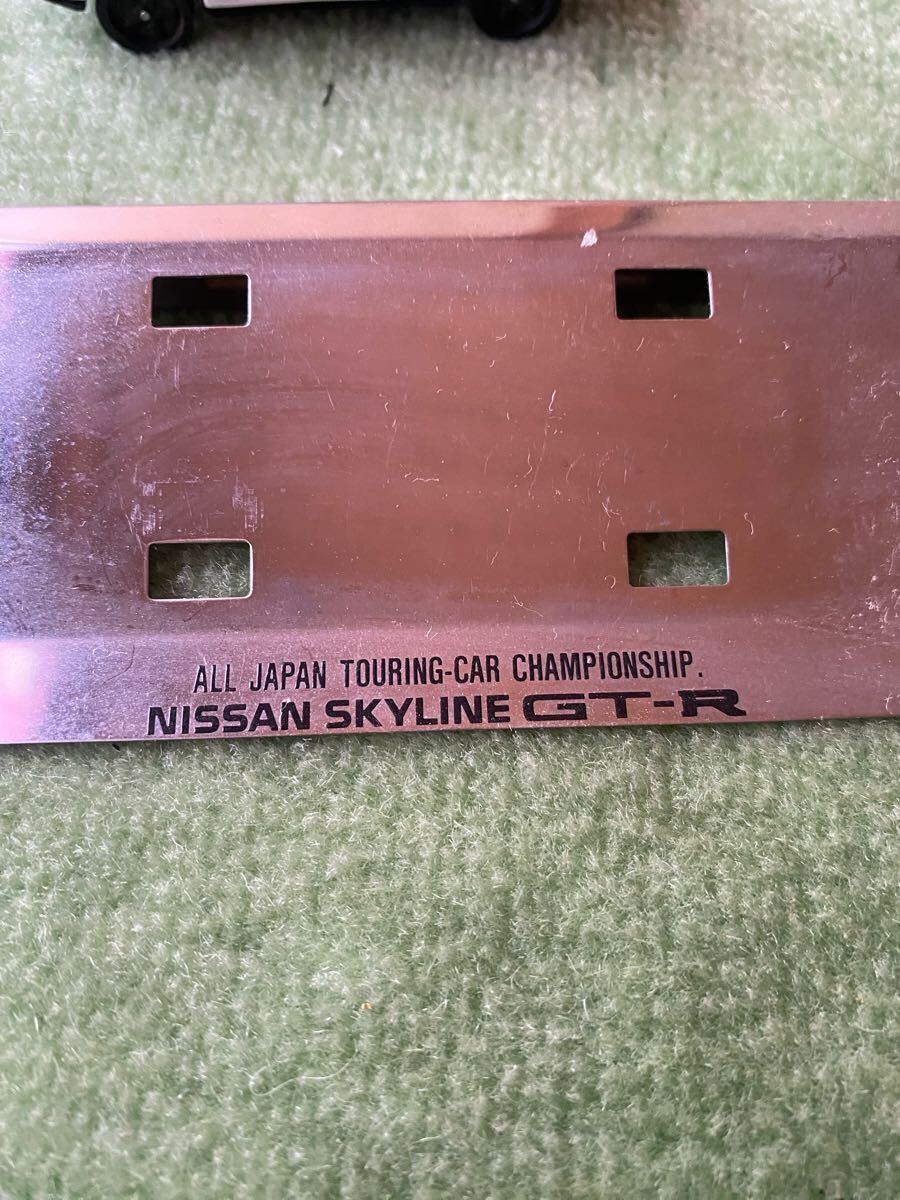 ALL JAPAN TOURING-CAR CHAMPIONSHIP.
NISSAN SKYLINE GT-R